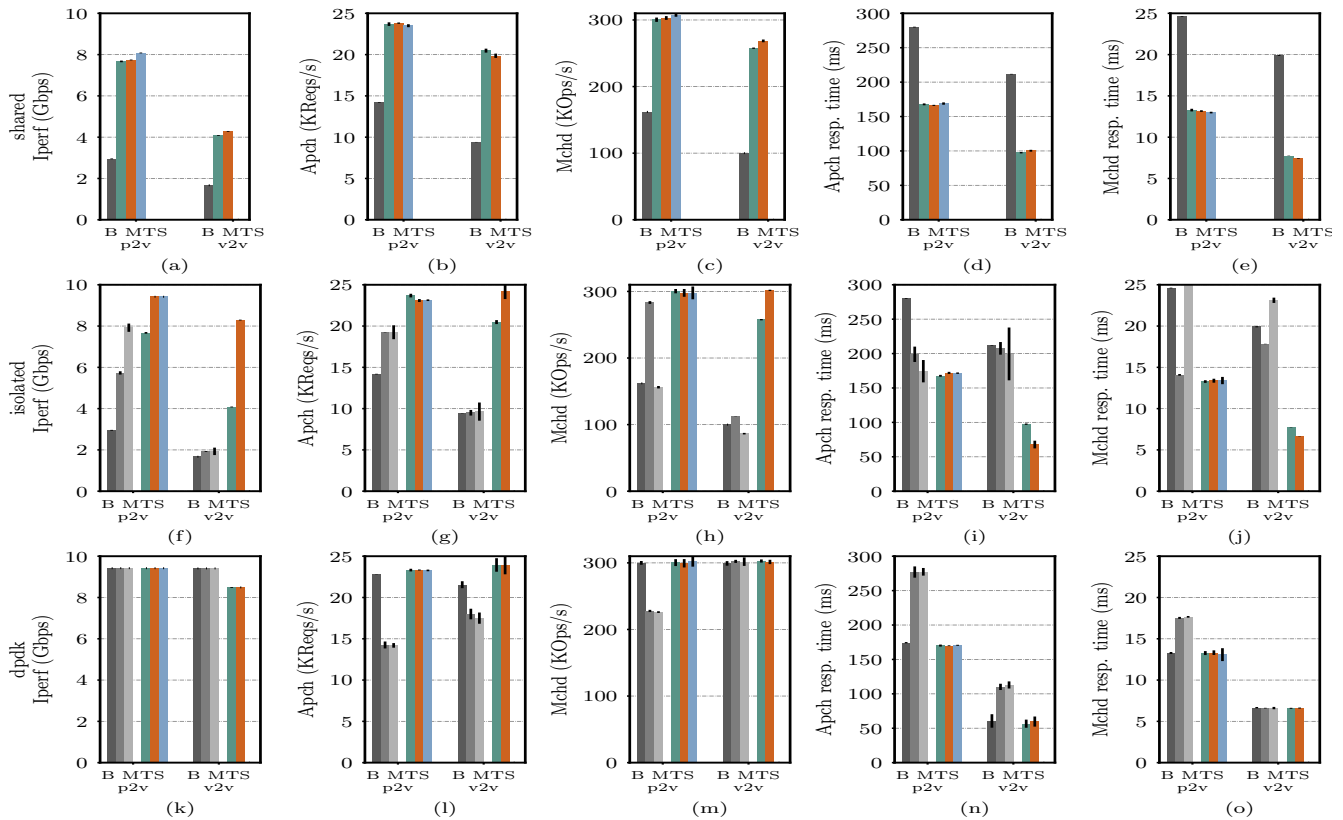 shared
Iperf (Gbps)
10
8
6
4
2
0
B MTS B MTS
p2v v2v
(a)
Apch (KReqs/s)
25
20
15
10
5
0
B MTS B MTS
p2v v2v
(b)
Mchd (KOps/s)
300
200
100
0
B MTS B MTS
p2v v2v
(c)
Apch resp. time (ms)
300
250
200
150
100
50
0
B MTS B MTS
p2v v2v
(d)
Mchd resp. time (ms)
25
20
15
10
5
0
B MTS B MTS
p2v v2v
(e)
isolated
Iperf (Gbps)
10
8
6
4
2
0
B MTS B MTS
p2v v2v
(f)
Apch (KReqs/s)
25
20
15
10
5
0
B MTS B MTS
p2v v2v
(g)
Mchd (KOps/s)
300
200
100
0
B MTS B MTS
p2v v2v
(h)
Apch resp. time (ms)
300
250
200
150
100
50
0
B MTS B MTS
p2v v2v
(i)
Mchd resp. time (ms)
25
20
15
10
5
0
B MTS B MTS
p2v v2v
(j)
dpdk
Iperf (Gbps)
10
8
6
4
2
0
B MTS B MTS
p2v v2v
(k)
Apch (KReqs/s)
25
20
15
10
5
0
B MTS B MTS
p2v v2v
(l)
Mchd (KOps/s)
300
200
100
0
B MTS B MTS
p2v v2v
(m)
Apch resp. time (ms)
300
250
200
150
100
50
0
B MTS B MTS
p2v v2v
(n)
Mchd resp. time (ms)
25
20
15
10
5
0
B MTS B MTS
p2v v2v
(o)